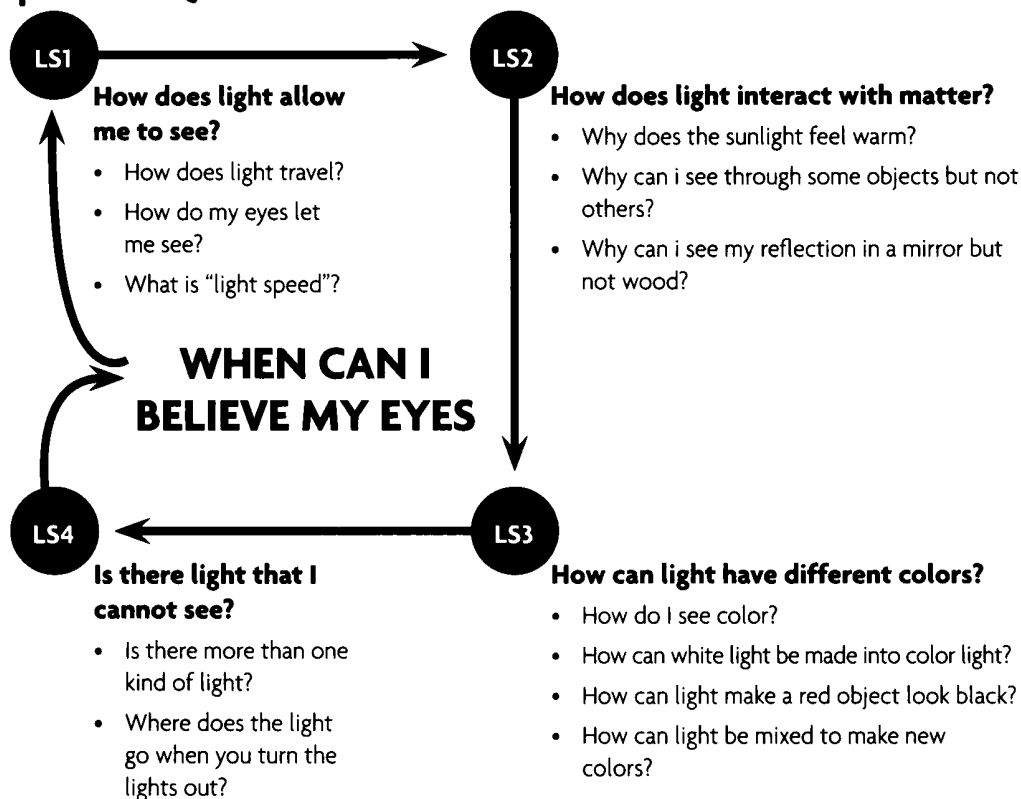 LS1
How does light allow
me to see?
• How does light travel?
• How do my eyes let
me see?
• What is "light speed"?
LS2
How does light interact with matter?
• Why does the sunlight feel warm?
• Why can i see through some objects but not
others?
• Why can i see my reflection in a mirror but
not wood?
WHEN CAN I
BELIEVE MY EYES
LS4
Is there light that I
cannot see?
• Is there more than one
kind of light?
• Where does the light
go when you turn the
lights out?
LS3
How can light have different colors?
• How do I see color?
• How can white light be made into color light?
• How can light make a red object look black?
• How can light be mixed to make new
colors?